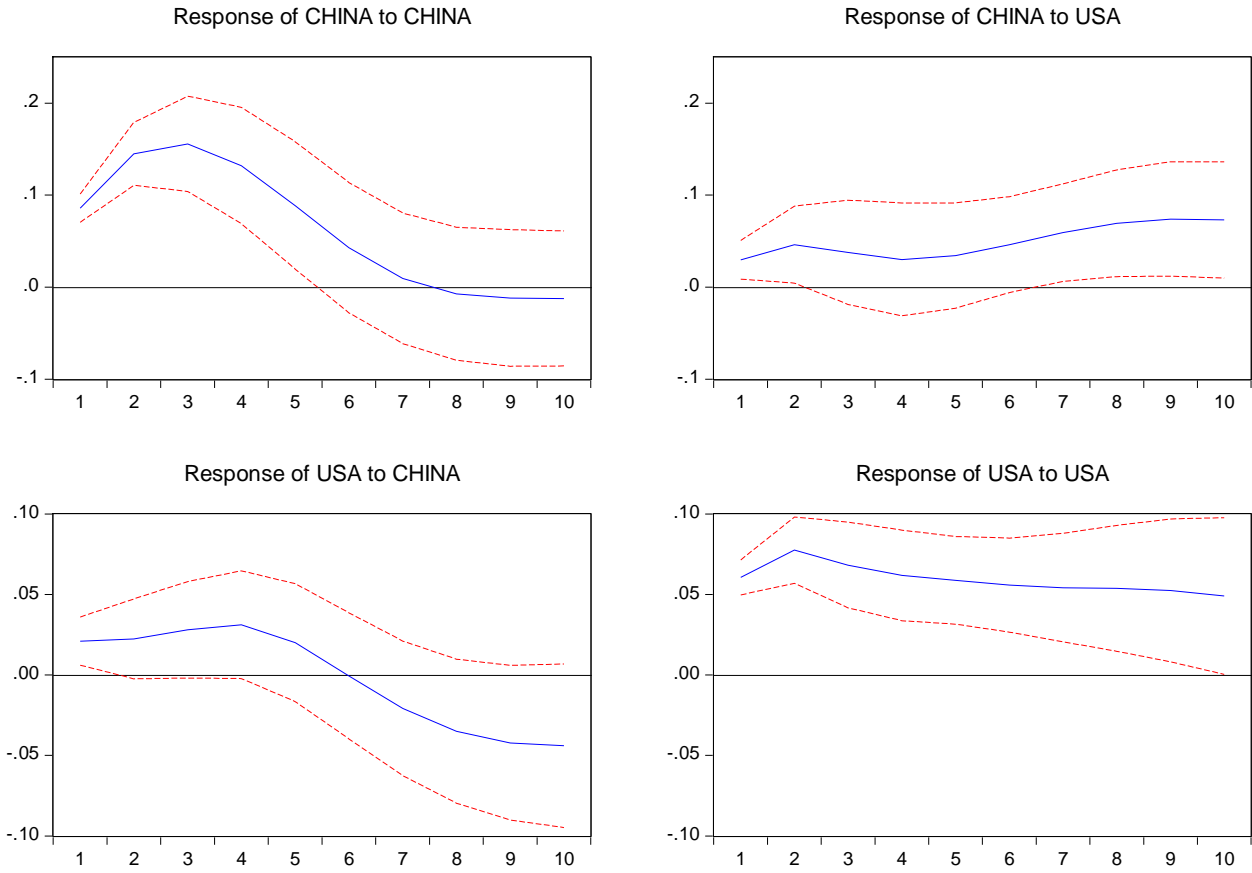 Response of CHINA to CHINA
.2
.1
.0
-.1
1 2 3 4 5 6 7 8 9 10
Response of CHINA to USA
.2
.1
.0
-.1
1 2 3 4 5 6 7 8 9 10
Response of USA to CHINA
.10
.05
.00
-.05
-.10
1 2 3 4 5 6 7 8 9 10
Response of USA to USA
.10
.05
.00
-.05
-.10
1 2 3 4 5 6 7 8 9 10